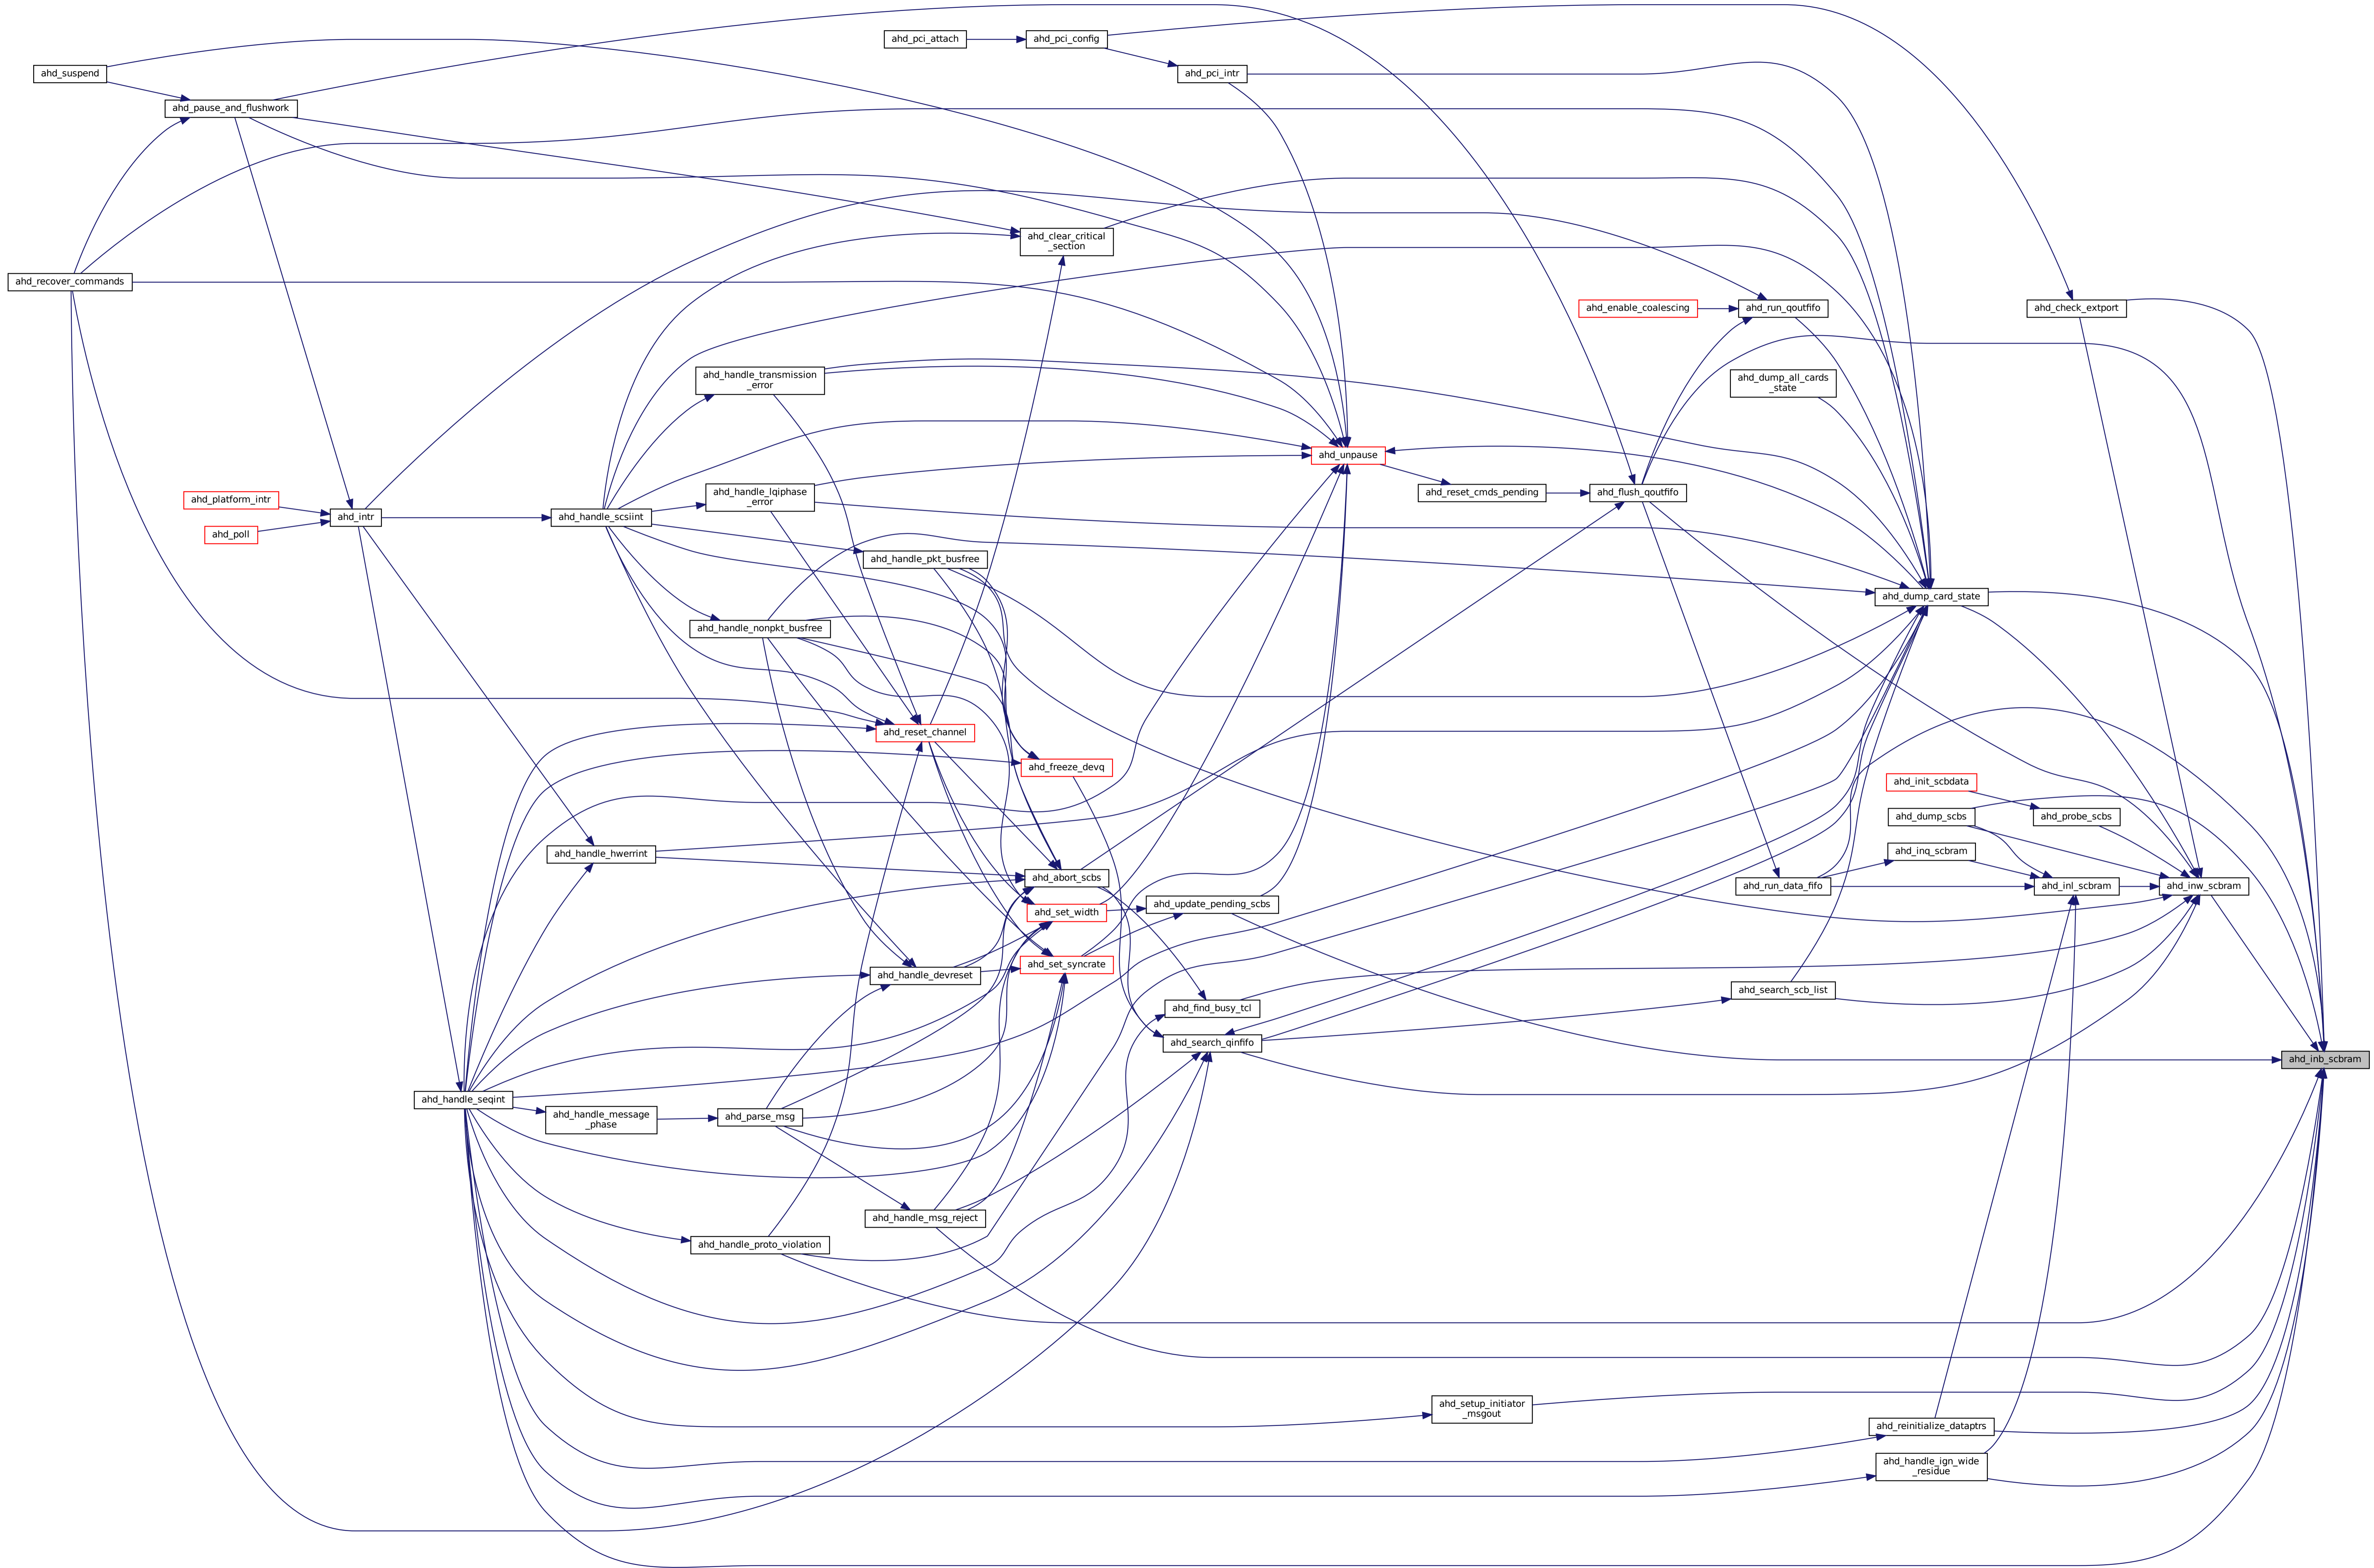 ahd_pci_attach
ahd_pci_config
ahd_suspend
ahd_pci_intr
ahd_pause_and_flushwork
ahd_clear_critical
_section
ahd_recover_commands
ahd_enable_coalescing
ahd_run_qoutfifo
ahd_check_extport
ahd_handle_transmission
_error
ahd_dump_all_cards
_state
ahd_unpause
ahd_platform_intr
ahd_handle_lqiphase
_error
ahd_reset_cmds_pending
ahd_flush_qoutfifo
ahd_intr
ahd_handle_scsiint
ahd_poll
ahd_handle_pkt_busfree
ahd_dump_card_state
ahd_handle_nonpkt_busfree
ahd_reset_channel
ahd_freeze_devq
ahd_init_scbdata
ahd_dump_scbs
ahd_probe_scbs
ahd_handle_hwerrint
ahd_inq_scbram
ahd_abort_scbs
ahd_run_data_fifo
ahd_inl_scbram
ahd_inw_scbram
ahd_set_width
ahd_update_pending_scbs
ahd_handle_devreset
ahd_set_syncrate
ahd_search_scb_list
ahd_find_busy_tcl
ahd_search_qinfifo
ahd_inb_scbram
ahd_handle_seqint
ahd_handle_message
_phase
ahd_parse_msg
ahd_handle_msg_reject
ahd_handle_proto_violation
ahd_setup_initiator
_msgout
ahd_reinitialize_dataptrs
ahd_handle_ign_wide
_residue